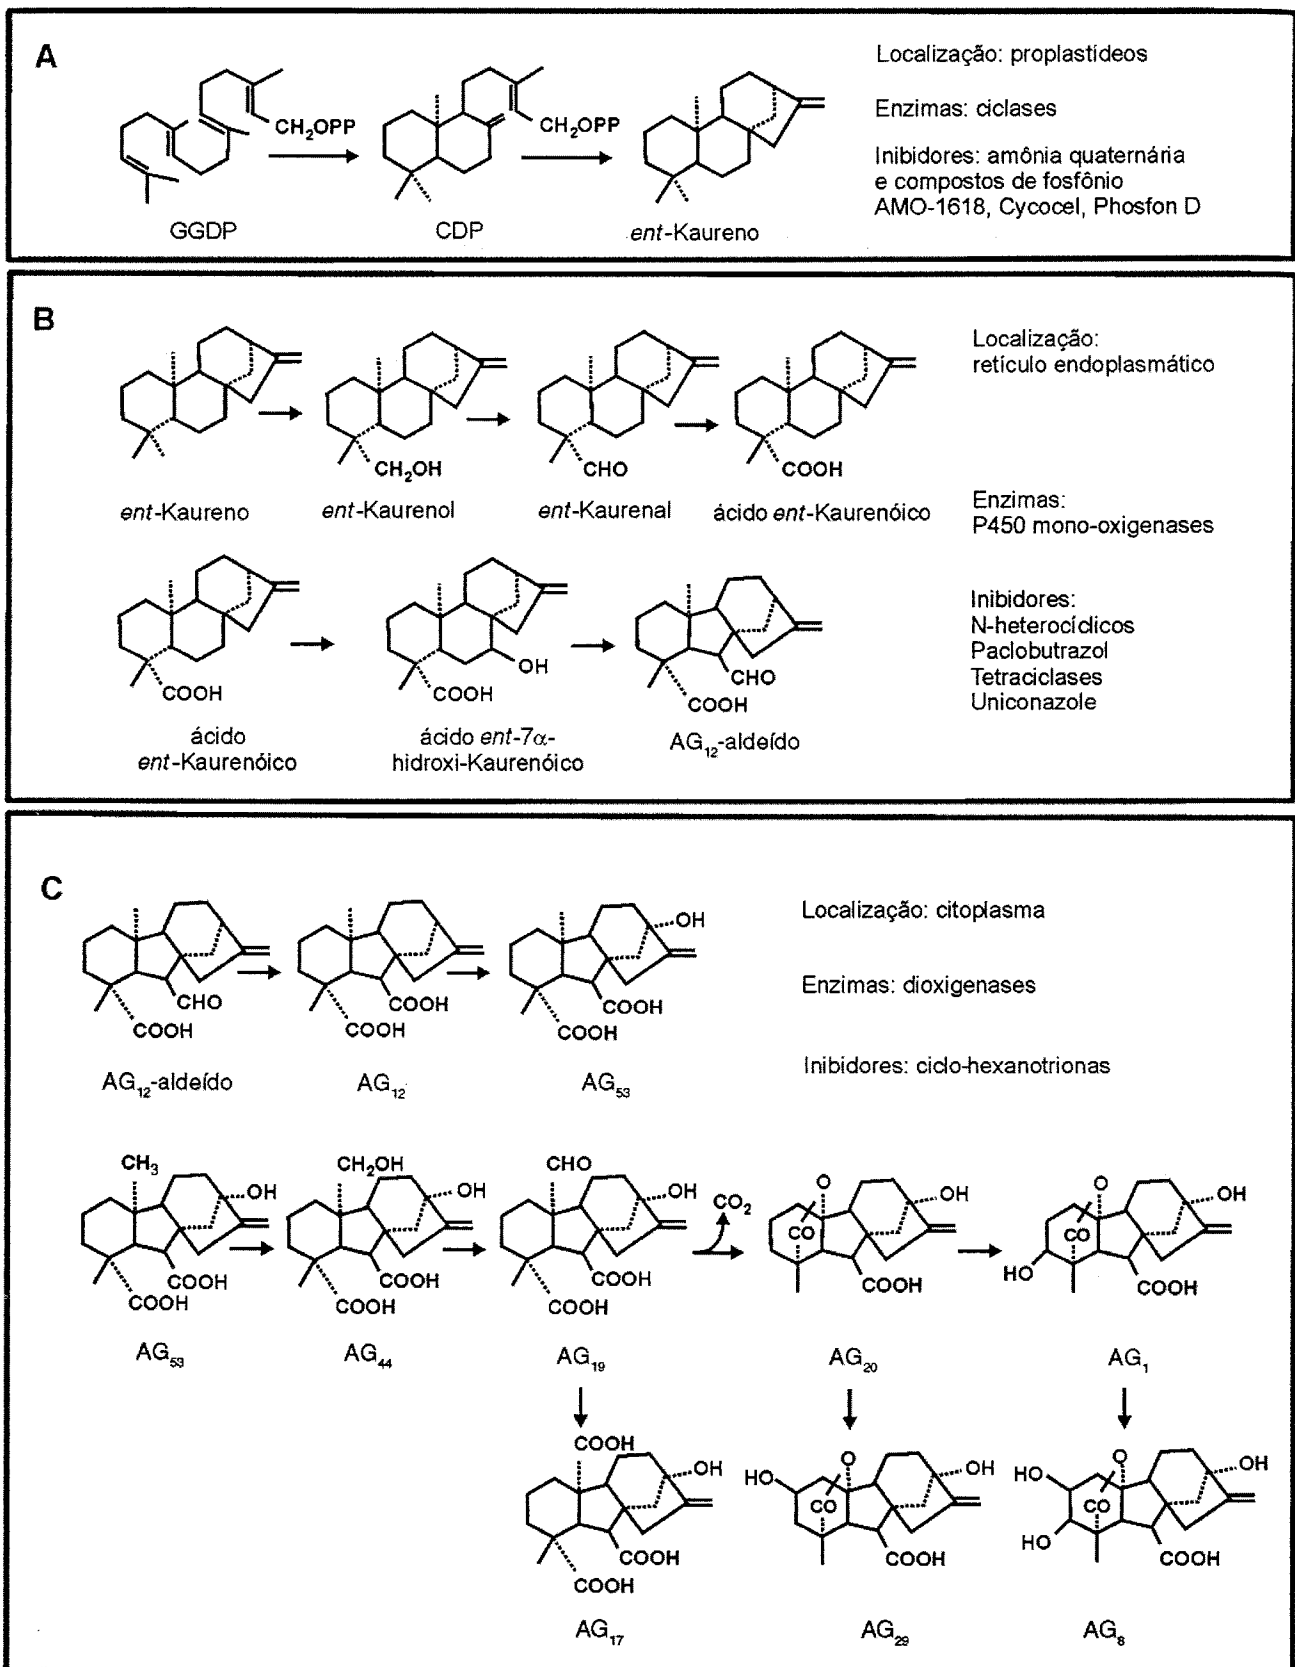 A
Localização: proplastídeos
Enzimas: ciclases
Inibidores: amônia quaternária
e compostos de fosfônio
AMO-1618, Cycocel, Phosfon D
CH₂OPP
CH₂OPP
GGDP
CDP
ent-Kaureno
B
Localização:
retículo endoplasmático
CH₂OH
CHO
COOH
ent-Kaureno
ent-Kaurenol
ent-Kaurenal
ácido ent-Kaurenóico
Enzimas:
P450 mono-oxigenases
Inibidores:
N-heterocíclicos
Paclobutrazol
Tetraciclases
Uniconazole
COOH
COOH
OH
CHO
COOH
ácido
ent-Kaurenóico
ácido ent-7α-
hidroxi-Kaurenóico
AG₁₂-aldeído
C
Localização: citoplasma
Enzimas: dioxigenases
Inibidores: ciclo-hexanotrionas
CHO
COOH
COOH
COOH
OH
COOH
COOH
AG₁₂-aldeído
AG₁₂
AG₅₃
CH₃
OH
COOH
COOH
CH₂OH
OH
COOH
COOH
CHO
OH
COOH
COOH
CO₂
O
CO
OH
COOH
O
CO
OH
HO
COOH
AG₅₃
AG₄₄
AG₁₉
AG₂₀
AG₁
COOH
OH
COOH
COOH
HO
O
CO
OH
COOH
HO
HO
O
CO
OH
COOH
AG₁₇
AG₂₉
AG₈